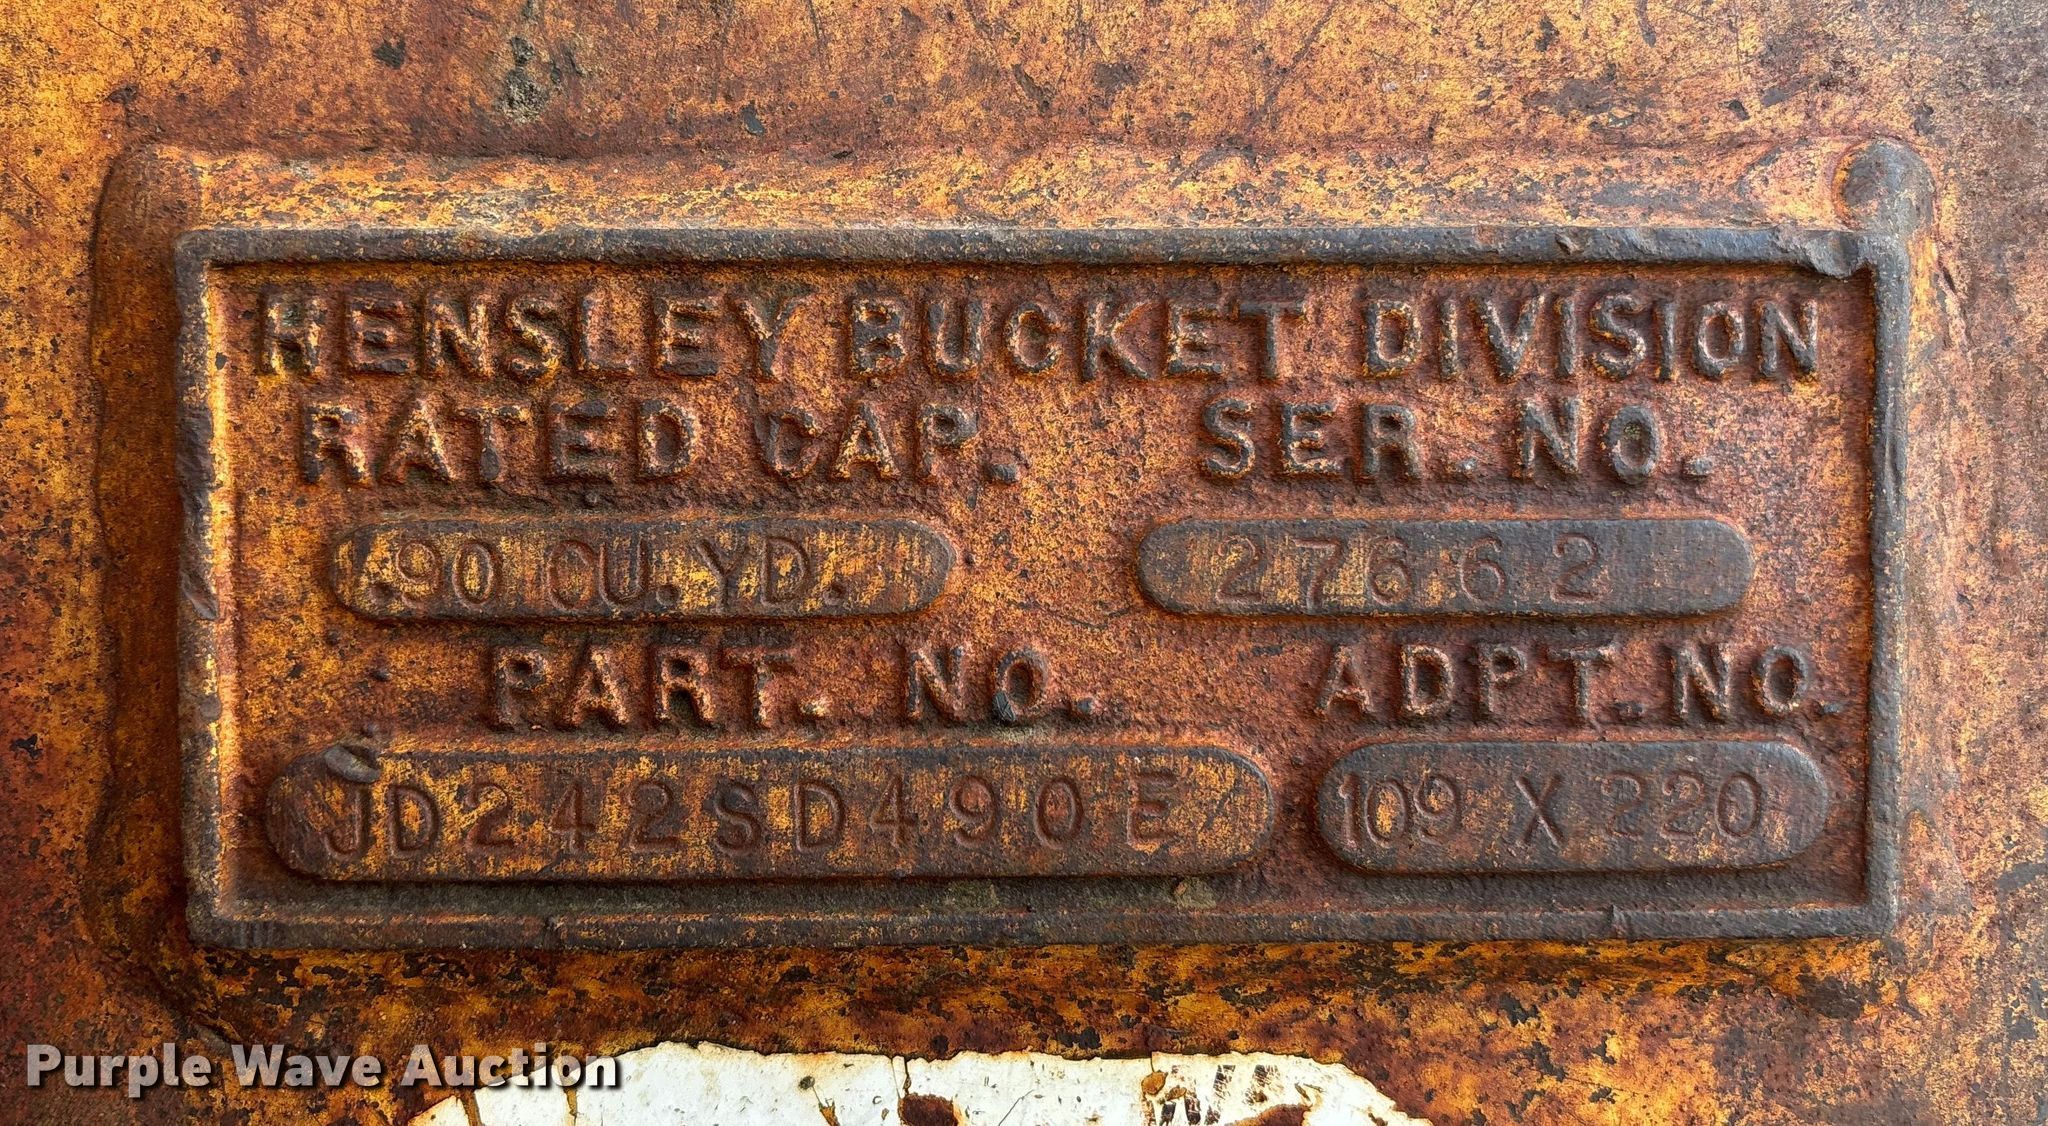 HENSLEY BUCKET DIVISION
RATED CAP. SER. NO.
.90 CU.YD. 27662
PART. NO. ADPT. NO.
JD242SD490E 109 X 220
Purple Wave Auction